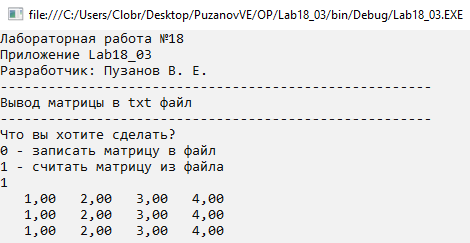 file:///C:/Users/Clobr/Desktop/PuzanovVE/OP/Lab18_03/bin/Debug/Lab18_03.EXE
Лабораторная работа №18
Приложение Lab18_03
Разработчик: Пузанов В. Е.
------------------------------------------------------
Вывод матрицы в txt файл
------------------------------------------------------
Что вы хотите сделать?
0 - записать матрицу в файл
1 - считать матрицу из файла
1
1,00 2,00 3,00 4,00
1,00 2,00 3,00 4,00
1,00 2,00 3,00 4,00